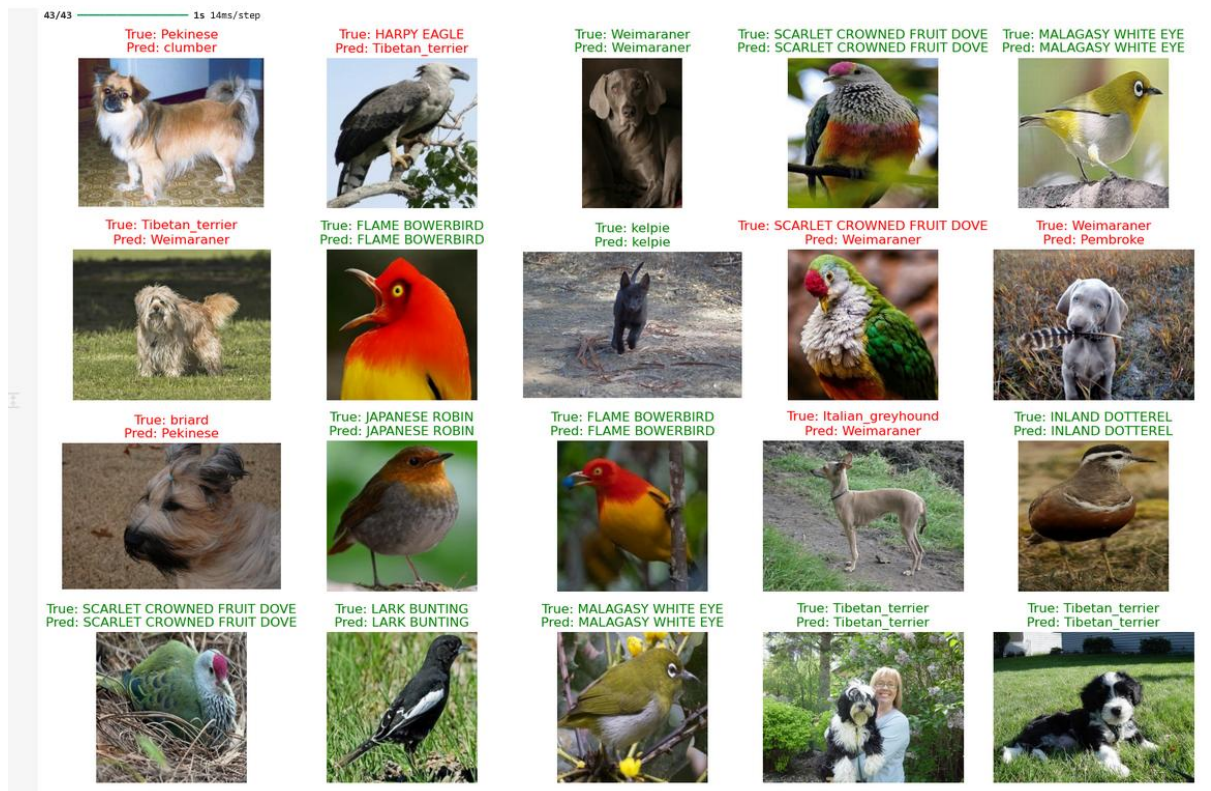 43/43 1s 14ms/step
True: Pekinese
Pred: clumber
True: HARPY EAGLE
Pred: Tibetan_terrier
True: Weimaraner
Pred: Weimaraner
True: SCARLET CROWNED FRUIT DOVE
Pred: SCARLET CROWNED FRUIT DOVE
True: MALAGASY WHITE EYE
Pred: MALAGASY WHITE EYE
True: Tibetan_terrier
Pred: Weimaraner
True: FLAME BOWERBIRD
Pred: FLAME BOWERBIRD
True: kelpie
Pred: kelpie
True: SCARLET CROWNED FRUIT DOVE
Pred: Weimaraner
True: Weimaraner
Pred: Pembroke
True: briard
Pred: Pekinese
True: JAPANESE ROBIN
Pred: JAPANESE ROBIN
True: FLAME BOWERBIRD
Pred: FLAME BOWERBIRD
True: Italian_greyhound
Pred: Weimaraner
True: INLAND DOTTEREL
Pred: INLAND DOTTEREL
True: SCARLET CROWNED FRUIT DOVE
Pred: SCARLET CROWNED FRUIT DOVE
True: LARK BUNTING
Pred: LARK BUNTING
True: MALAGASY WHITE EYE
Pred: MALAGASY WHITE EYE
True: Tibetan_terrier
Pred: Tibetan_terrier
True: Tibetan_terrier
Pred: Tibetan_terrier